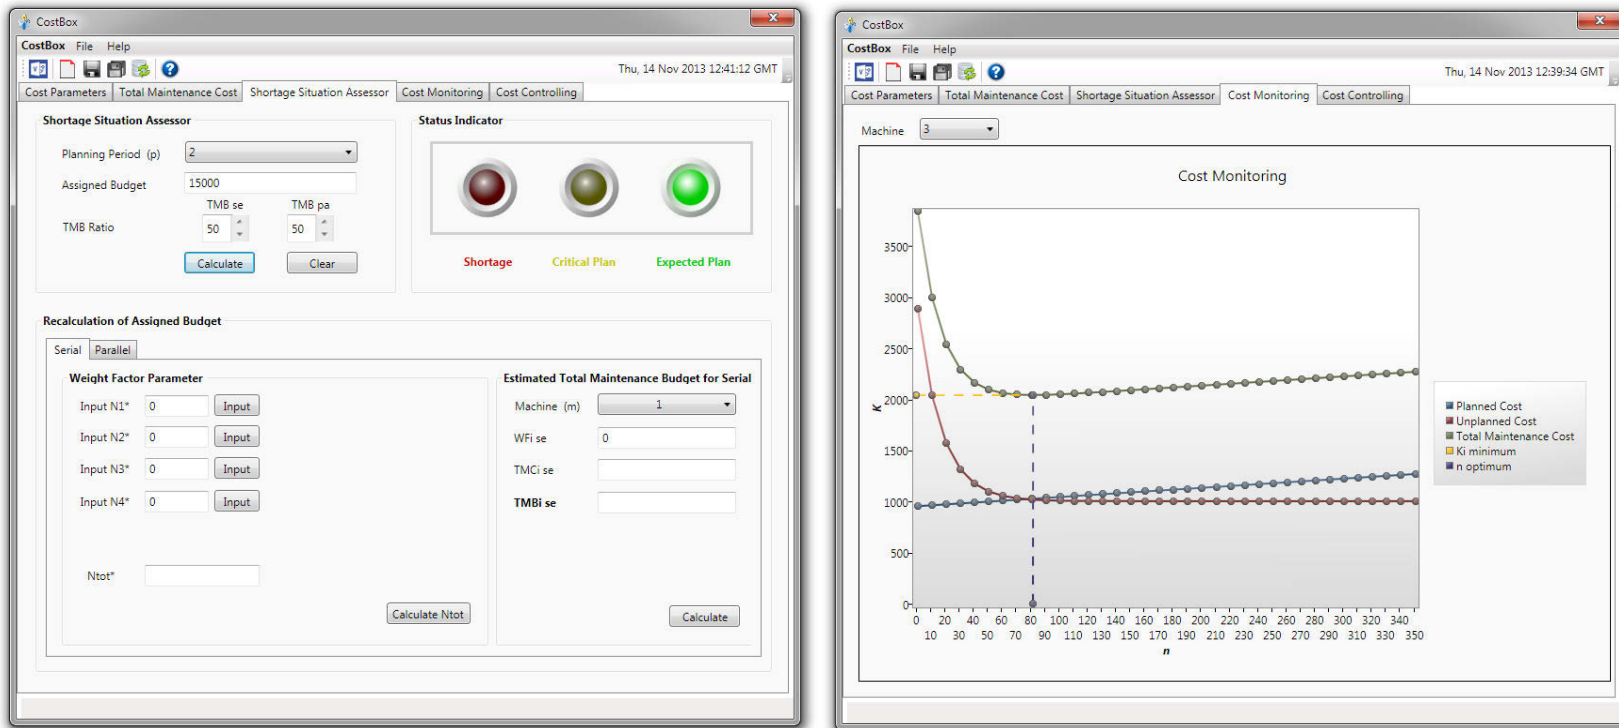 CostBox
CostBox File Help
Thu, 14 Nov 2013 12:41:12 GMT
Cost Parameters Total Maintenance Cost Shortage Situation Assessor Cost Monitoring Cost Controlling
Shortage Situation Assessor
Planning Period (p) 2
Assigned Budget 15000
TMB se TMB pa
TMB Ratio 50 50
Calculate Clear
Status Indicator
Shortage Critical Plan Expected Plan
Recalculation of Assigned Budget
Serial Parallel
Weight Factor Parameter
Input N1* 0 Input
Input N2* 0 Input
Input N3* 0 Input
Input N4* 0 Input
Ntot*
Calculate Ntot
Estimated Total Maintenance Budget for Serial
Machine (m) 1
WFi se 0
TMCi se
TMBi se
Calculate
CostBox
CostBox File Help
Thu, 14 Nov 2013 12:39:34 GMT
Cost Parameters Total Maintenance Cost Shortage Situation Assessor Cost Monitoring Cost Controlling
Machine 3
Cost Monitoring
3500
3000
2500
2000
K
1500
1000
500
0
0 20 40 60 80 100 120 140 160 180 200 220 240 260 280 300 320 340
10 30 50 70 90 110 130 150 170 190 210 230 250 270 290 310 330 350
n
Planned Cost
Unplanned Cost
Total Maintenance Cost
Ki minimum
n optimum